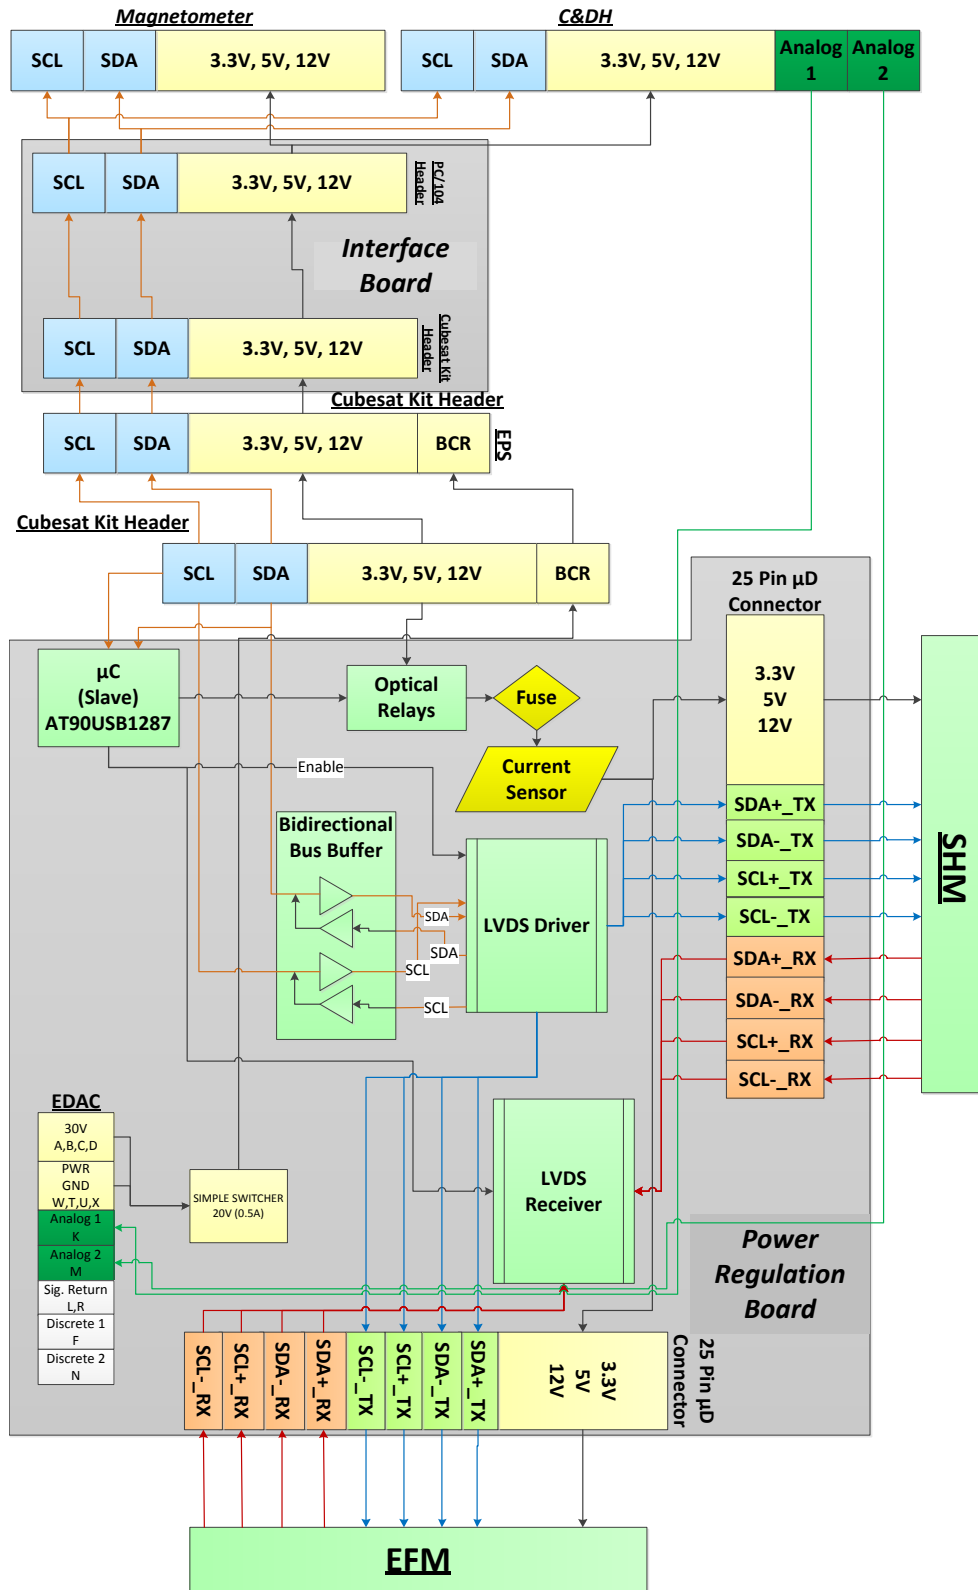 Magnetometer
C&DH
SCL SDA 3.3V, 5V, 12V
SCL SDA 3.3V, 5V, 12V Analog 1 Analog 2
SCL SDA 3.3V, 5V, 12V
PC/104
Header
Interface
Board
SCL SDA 3.3V, 5V, 12V
Cubesat Kit
Header
Cubesat Kit Header
SCL SDA 3.3V, 5V, 12V BCR
EPS
Cubesat Kit Header
SCL SDA 3.3V, 5V, 12V BCR
25 Pin µD
Connector
µC
(Slave)
AT90USB1287
Optical
Relays
Fuse
Current
Sensor
3.3V
5V
12V
Enable
SDA+_TX
SDA-_TX
SCL+_TX
SCL-_TX
SDA+_RX
SDA-_RX
SCL+_RX
SCL-_RX
SHM
Bidirectional
Bus Buffer
SDA
SDA
SCL
SCL
LVDS Driver
EDAC
30V
A,B,C,D
PWR
GND
W,T,U,X
Analog 1
K
Analog 2
M
Sig. Return
L,R
Discrete 1
F
Discrete 2
N
SIMPLE SWITCHER
20V (0.5A)
LVDS
Receiver
Power
Regulation
Board
SCL-_RX
SCL+_RX
SDA-_RX
SDA+_RX
SCL-_TX
SCL+_TX
SDA-_TX
SDA+_TX
3.3V
5V
12V
25 Pin µD
Connector
EFM